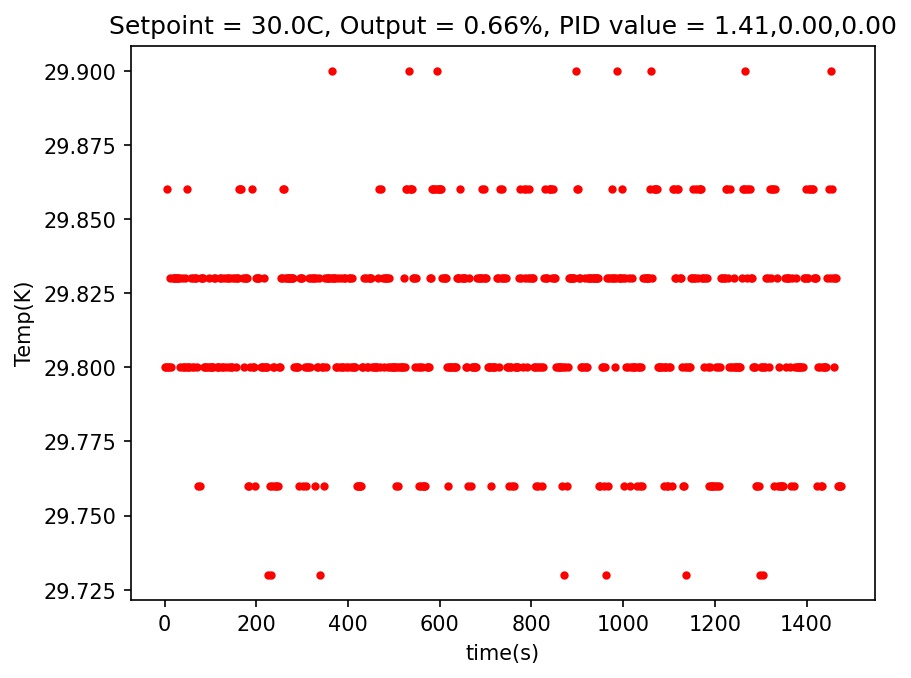 Setpoint = 30.0C, Output = 0.66%, PID value = 1.41,0.00,0.00
29.900
29.875
29.850
29.825
29.800
29.775
29.750
29.725
Temp(K)
0 200 400 600 800 1000 1200 1400
time(s)